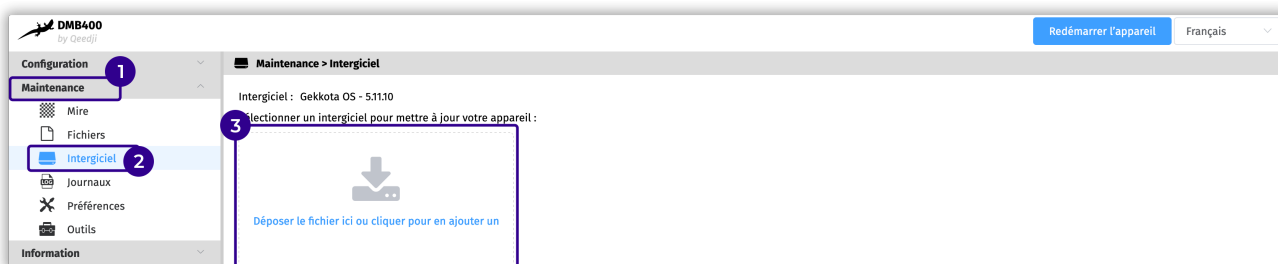 DMB400
by Qeedji
Redémarrer l'appareil
Français
Configuration
1
Maintenance > Intergiciel
Maintenance
Intergiciel : Gekkota OS - 5.11.10
Mire
électionner un intergiciel pour mettre à jour votre appareil :
3
Fichiers
Intergiciel
2
LOG
Journaux
Préférences
Déposer le fichier ici ou cliquer pour en ajouter un
Outils
Information